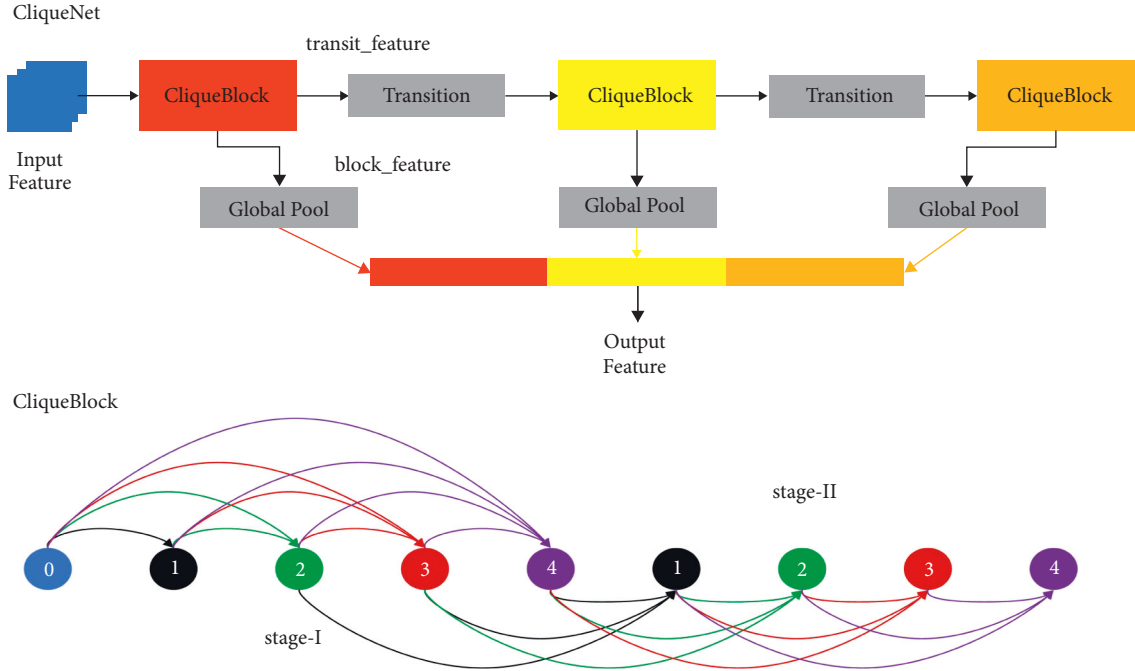 CliqueNet
transit_feature
CliqueBlock
Transition
CliqueBlock
Transition
CliqueBlock
Input
Feature
block_feature
Global Pool
Global Pool
Global Pool
Output
Feature
CliqueBlock
stage-II
0
1
2
3
4
1
2
3
4
stage-I